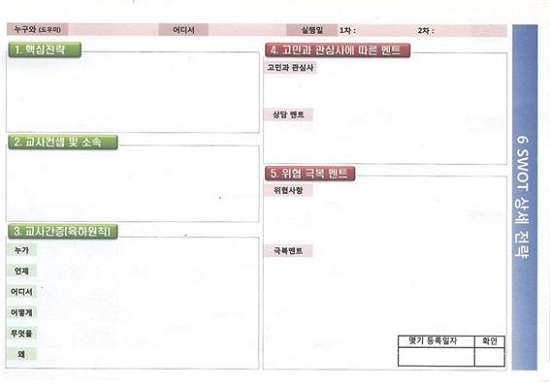 누구와 (도우미) 어디서 실행일 1차 : 2차 :
1. 핵심전략
2. 교사컨셉 및 소속
3. 교사간증(육하원칙)
누가
언제
어디서
어떻게
무엇을
왜
4. 고민과 관심사에 따른 멘트
고민과 관심사
상담 멘트
5. 위협 극복 멘트
위협사항
극복멘트
맺기 등록일자 확인
6 SWOT 상세 전략